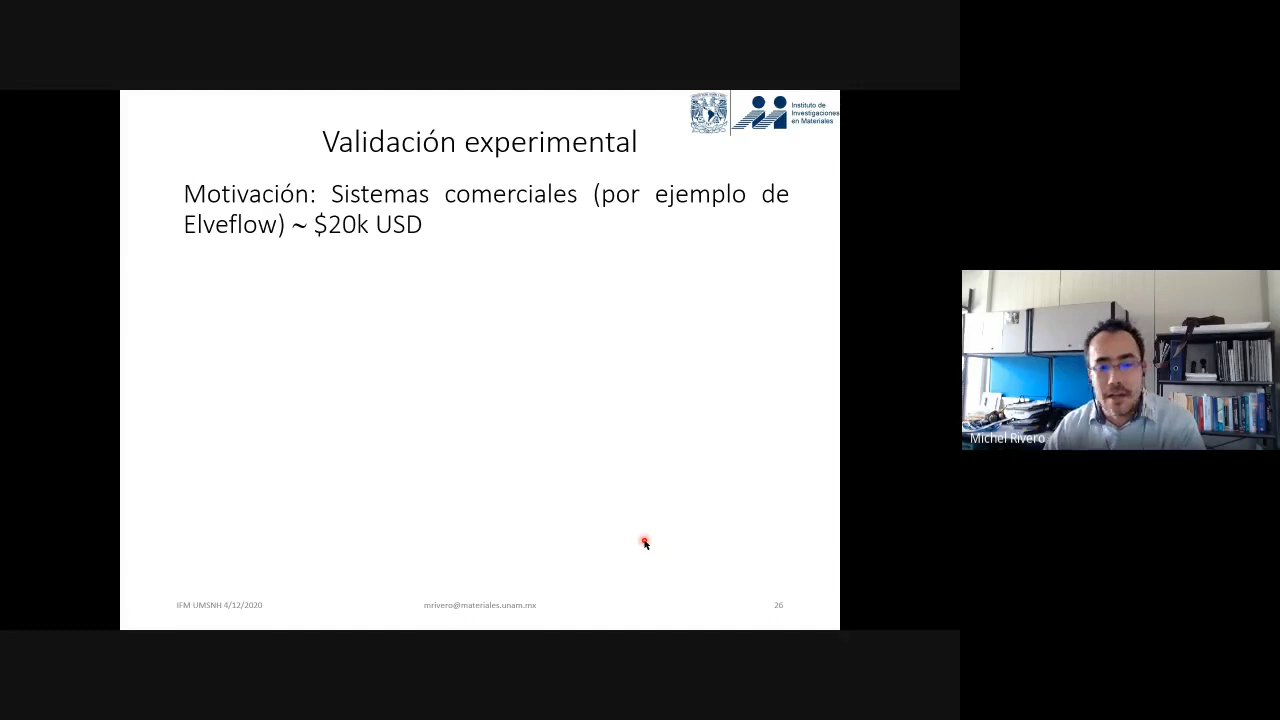 Instituto de
Investigaciones
en Materiales
Validación experimental
Motivación: Sistemas comerciales (por ejemplo de
Elveflow) ~ $20k USD
Michel Rivero
IFM UMSNH 4/12/2020
mrivero@materiales.unam.mx
26